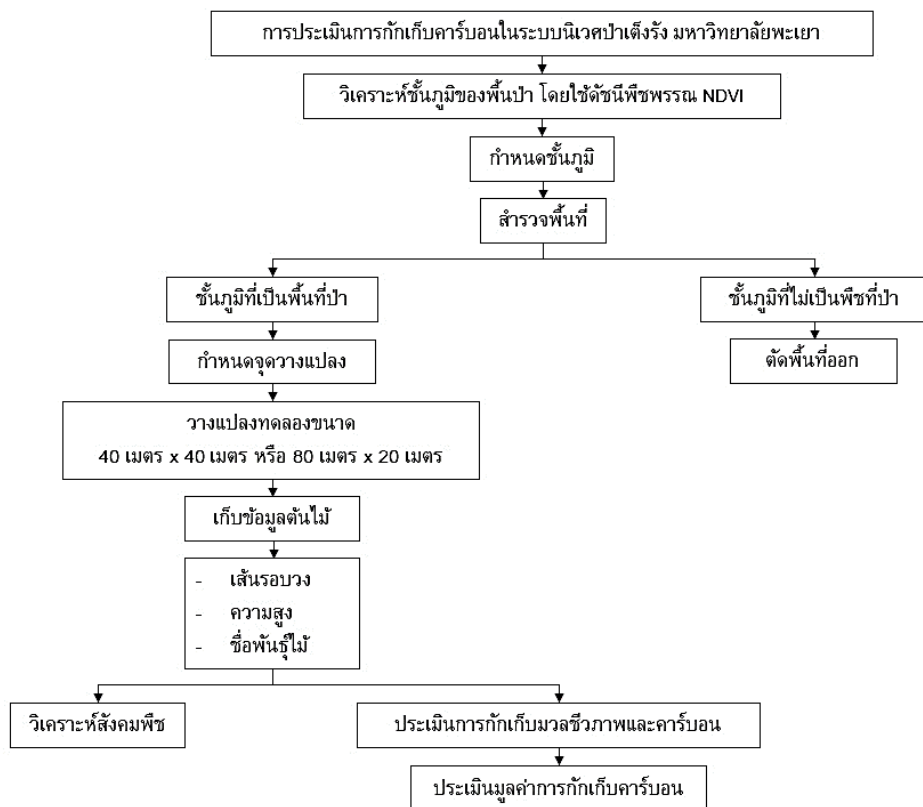 การประเมินการกักเก็บคาร์บอนในระบบนิเวศป่าเต็งรัง มหาวิทยาลัยพะเยา
วิเคราะห์ชั้นภูมิของพื้นป่า โดยใช้ดัชนีพืชพรรณ NDVI
กำหนดชั้นภูมิ
สำรวจพื้นที่
ชั้นภูมิที่เป็นพื้นที่ป่า
ชั้นภูมิที่ไม่เป็นพืชที่ป่า
กำหนดจุดวางแปลง
ตัดพื้นที่ออก
วางแปลงทดลองขนาด
40 เมตร x 40 เมตร หรือ 80 เมตร x 20 เมตร
เก็บข้อมูลต้นไม้
- เส้นรอบวง
- ความสูง
- ชื่อพันธุ์ไม้
วิเคราะห์สังคมพืช
ประเมินการกักเก็บมวลชีวภาพและคาร์บอน
ประเมินมูลค่าการกักเก็บคาร์บอน